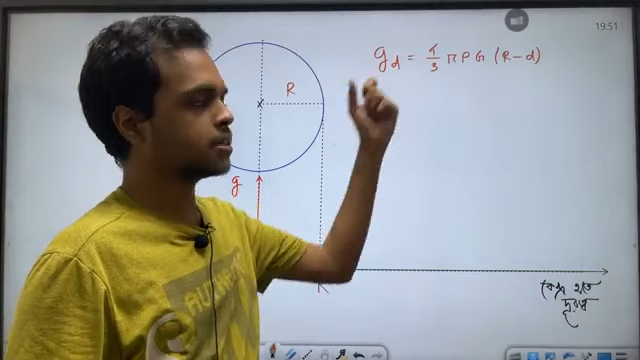 19:51
g_d = 4/3 π ρ G (R - d)
R
g
R
কেন্দ্র হতে
দূরত্ব